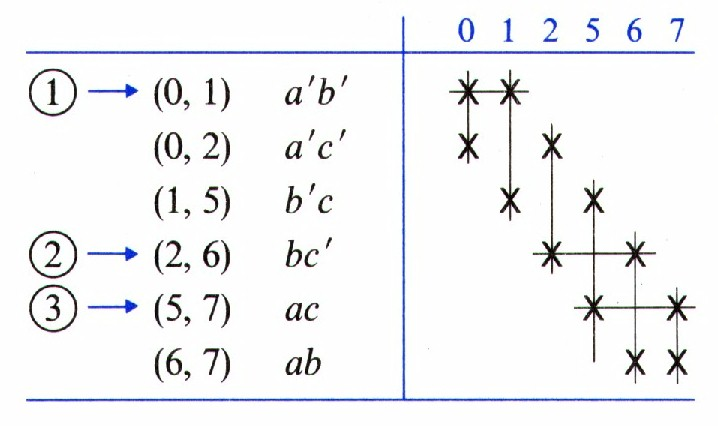 0 1 2 5 6 7
① → (0, 1) a′b′ X X
(0, 2) a′c′ X X
(1, 5) b′c X X
② → (2, 6) bc′ X X
③ → (5, 7) ac X X
(6, 7) ab X X